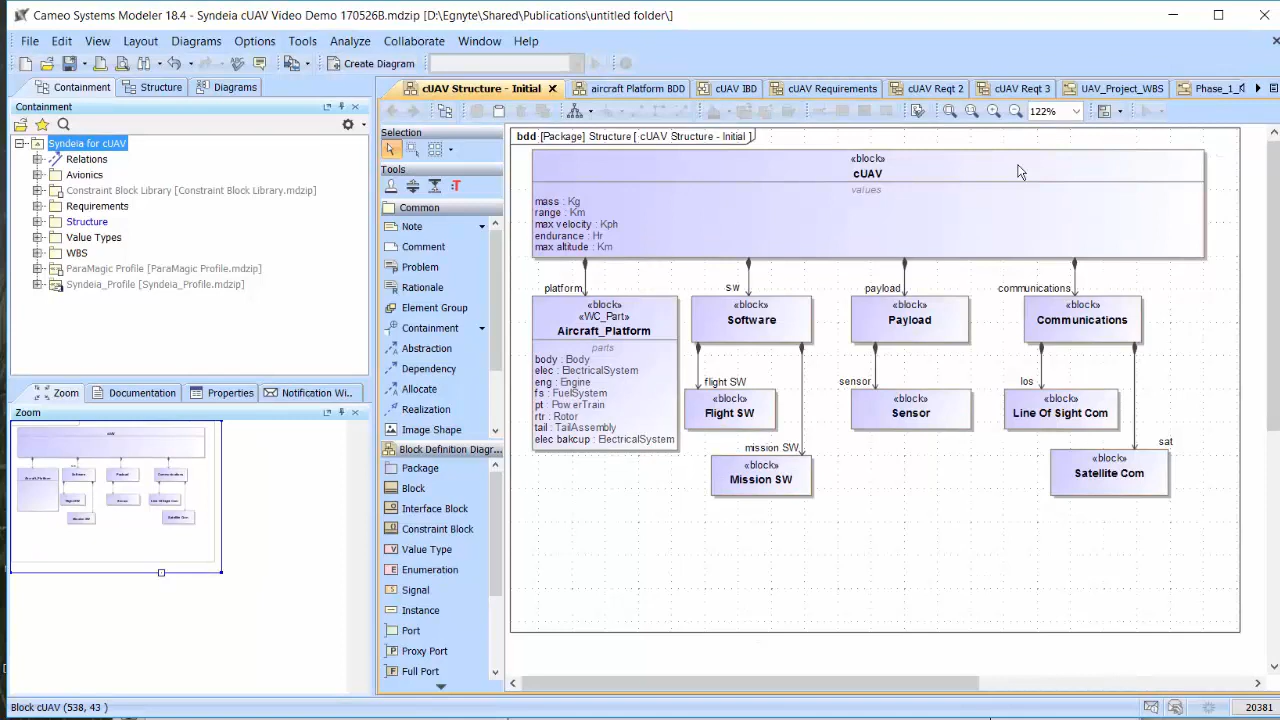 Cameo Systems Modeler 18.4 - Syndeia cUAV Video Demo 170526B.mdzip [D:\Egnyte\Shared\Publications\untitled folder\]
File Edit View Layout Diagrams Options Tools Analyze Collaborate Window Help
Create Diagram
Containment Structure Diagrams
Containment
Syndeia for cUAV
Relations
Avionics
Constraint Block Library [Constraint Block Library.mdzip]
Requirements
Structure
Value Types
WBS
ParaMagic Profile [ParaMagic Profile.mdzip]
Syndeia_Profile [Syndeia_Profile.mdzip]
Zoom Documentation Properties Notification Wi...
Zoom
cUAV Structure - Initial aircraft Platform BDD cUAV IBD cUAV Requirements cUAV Reqt 2 cUAV Reqt 3 UAV_Project_WBS Phase_1_
122%
Selection
Tools
Common
Note
Comment
Problem
Rationale
Element Group
Containment
Abstraction
Dependency
Allocate
Realization
Image Shape
Block Definition Diagr...
Package
Block
Interface Block
Constraint Block
Value Type
Enumeration
Signal
Instance
Port
Proxy Port
Full Port
bdd [Package] Structure [ cUAV Structure - Initial ]
«block»
cUAV
values
mass : Kg
range : Km
max velocity : Kph
endurance : Hr
max altitude : Km
platform
sw
payload
communications
«block»
«WC_Part»
Aircraft_Platform
parts
body : Body
elec : ElectricalSystem
eng : Engine
fs : FuelSystem
pt : PowerTrain
rtr : Rotor
tail : TailAssembly
elec bakcup : ElectricalSystem
«block»
Software
«block»
Payload
«block»
Communications
flight SW
«block»
Flight SW
sensor
«block»
Sensor
los
«block»
Line Of Sight Com
mission SW
«block»
Mission SW
sat
«block»
Satellite Com
Block cUAV (538, 43 )
20381